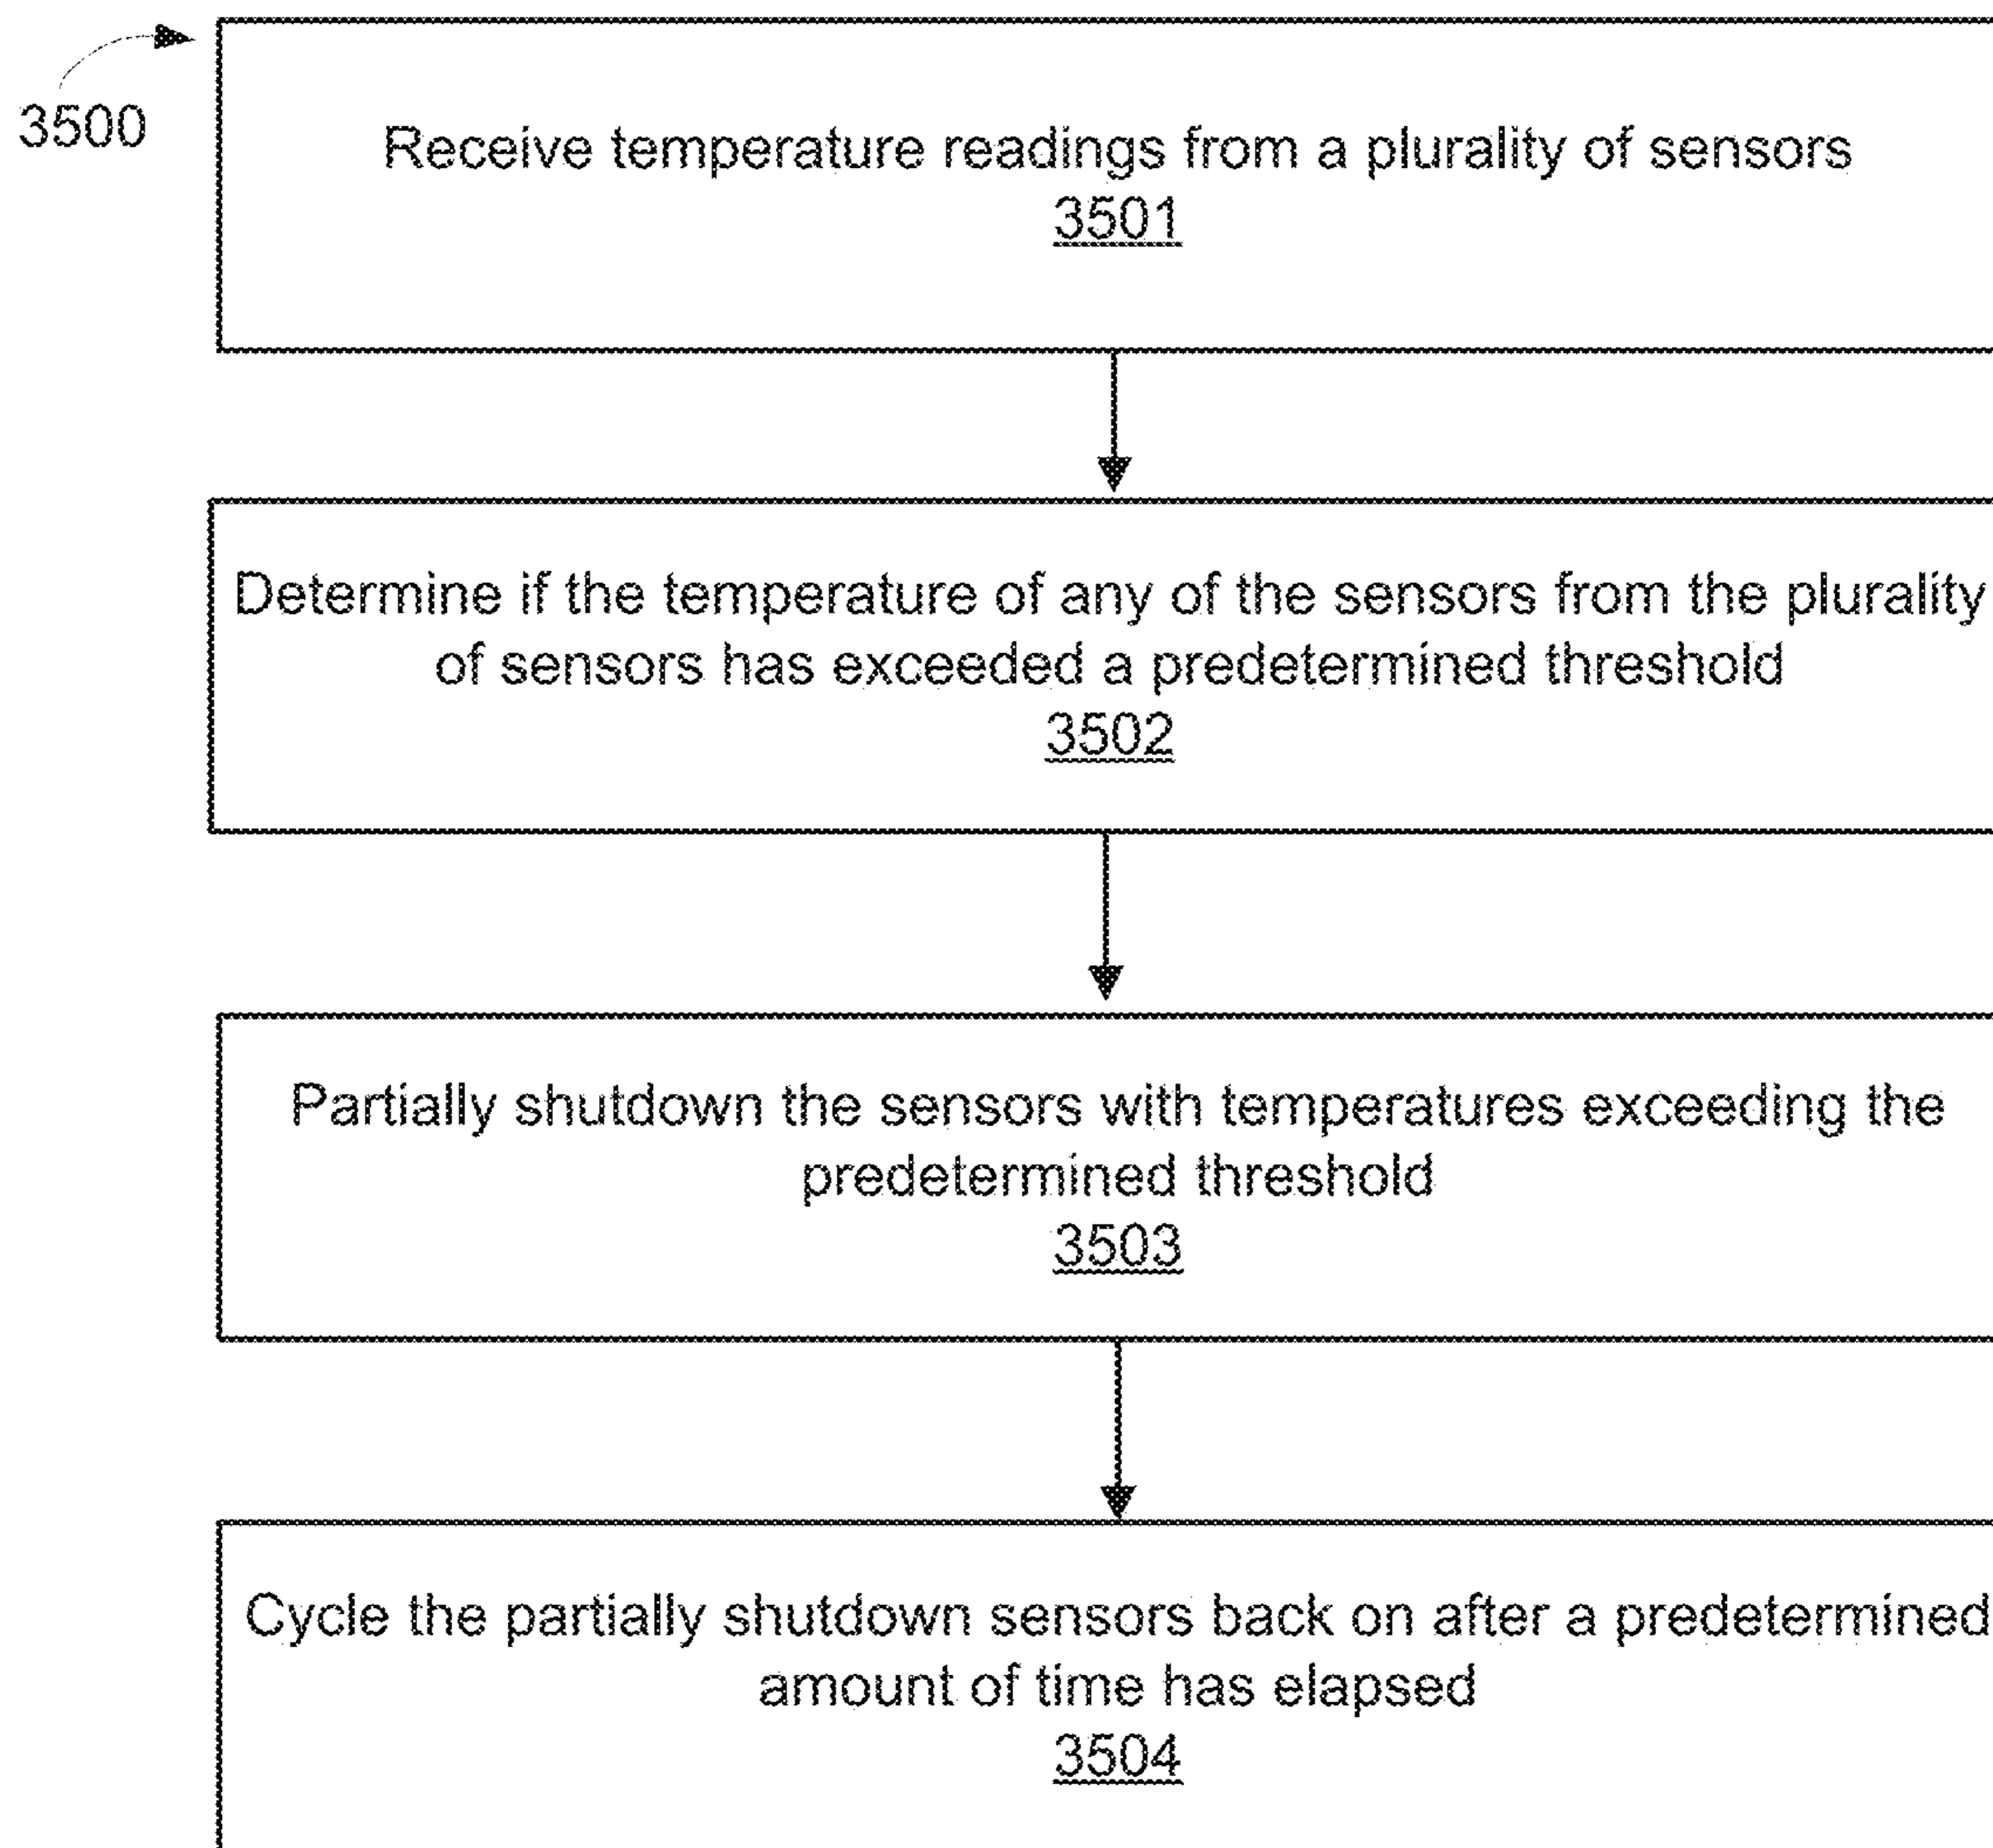 3500
Receive temperature readings from a plurality of sensors
3501
Determine if the temperature of any of the sensors from the plurality
of sensors has exceeded a predetermined threshold
3502
Partially shutdown the sensors with temperatures exceeding the
predetermined threshold
3503
Cycle the partially shutdown sensors back on after a predetermined
amount of time has elapsed
3504